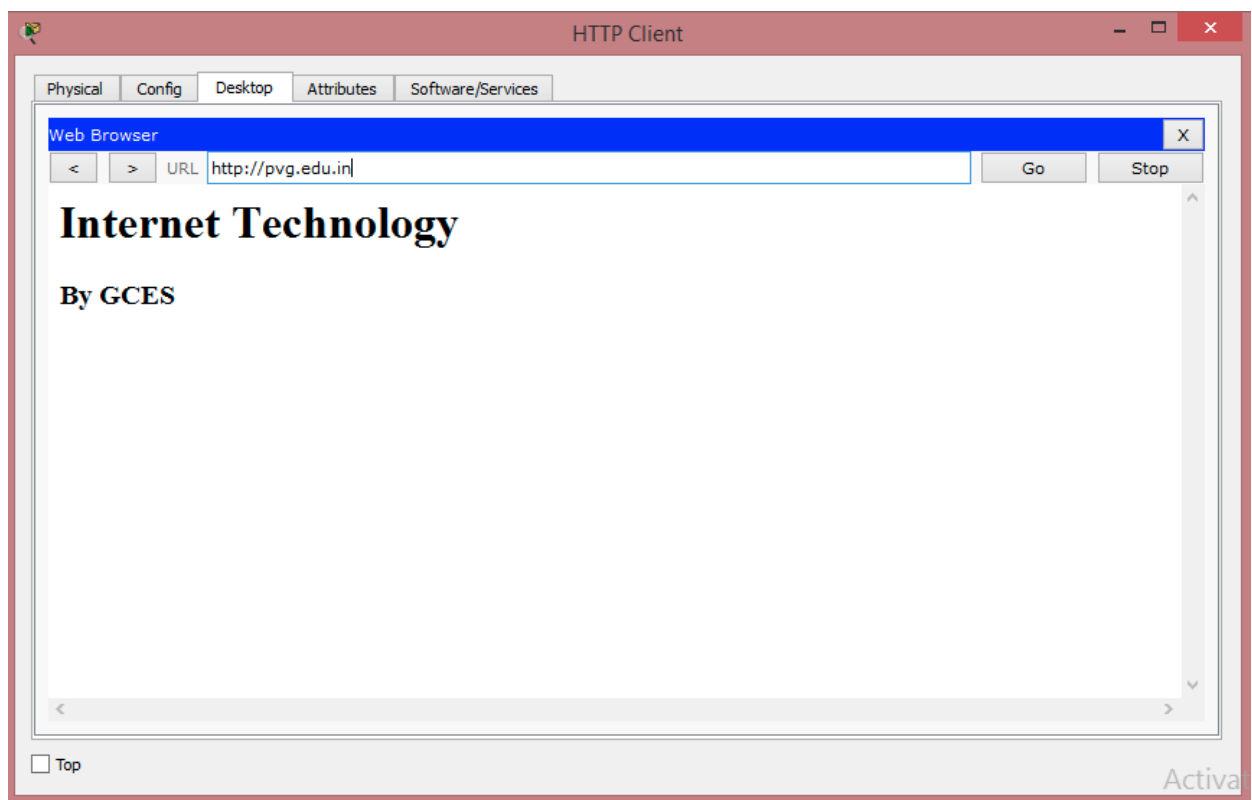 HTTP Client
Physical Config Desktop Attributes Software/Services
Web Browser X
< > URL http://pvg.edu.in Go Stop
Internet Technology
By GCES
Top
Activa